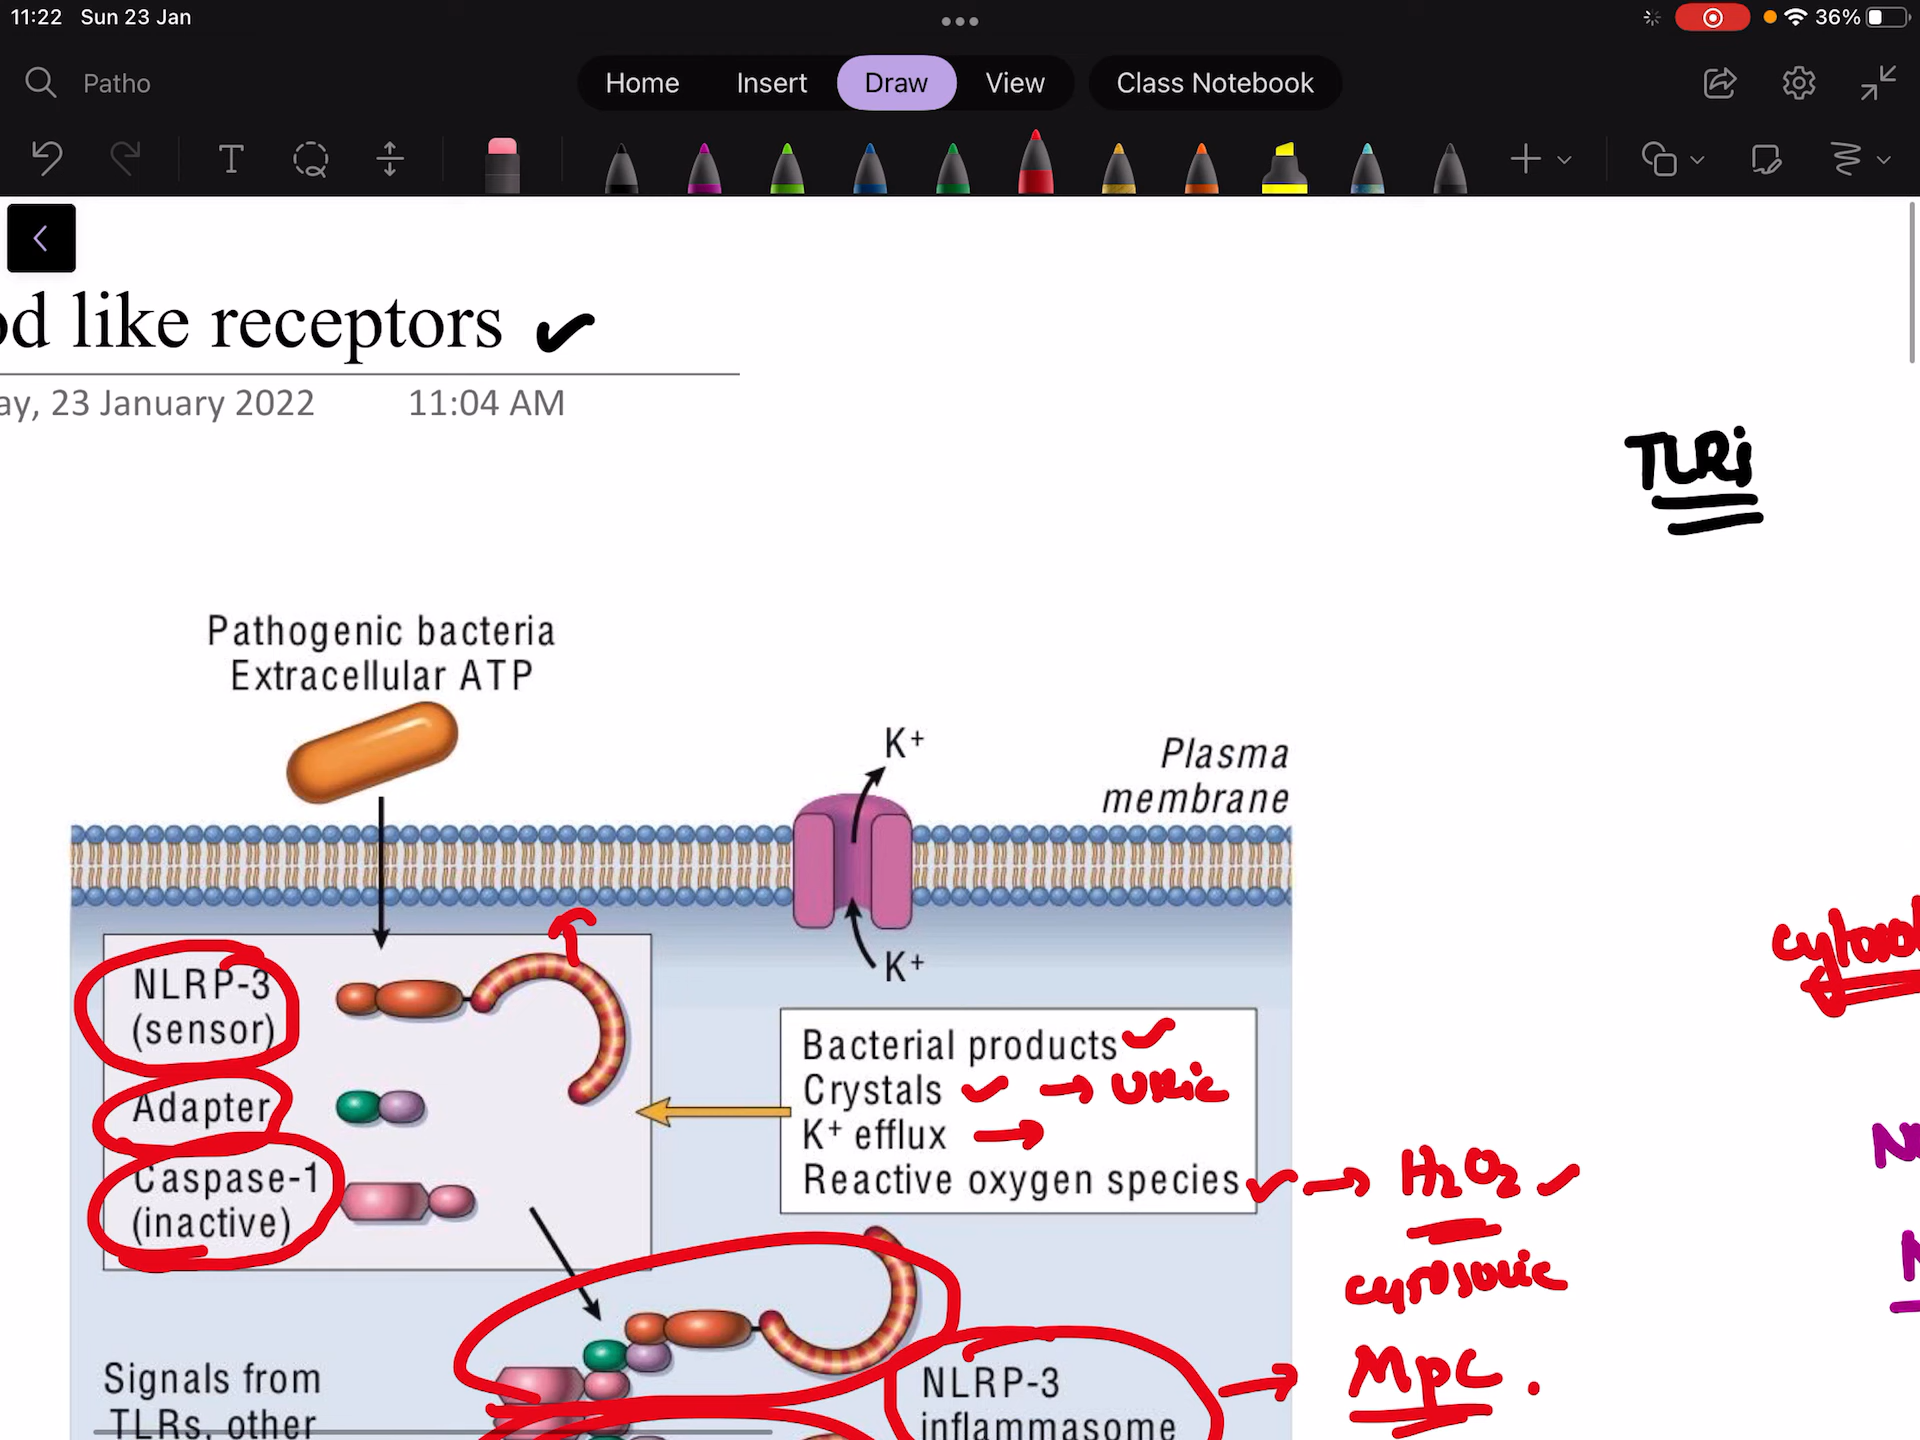 11:22 Sun 23 Jan
36%
Patho
Home Insert Draw View Class Notebook
od like receptors
ay, 23 January 2022 11:04 AM
TLRs
Pathogenic bacteria
Extracellular ATP
K+
Plasma
membrane
K+
NLRP-3
(sensor)
Adapter
Caspase-1
(inactive)
Bacterial products
Crystals → URic
K+ efflux →
Reactive oxygen species → H2O2
MPC.
Signals from
TLRs, other
NLRP-3
inflammasome